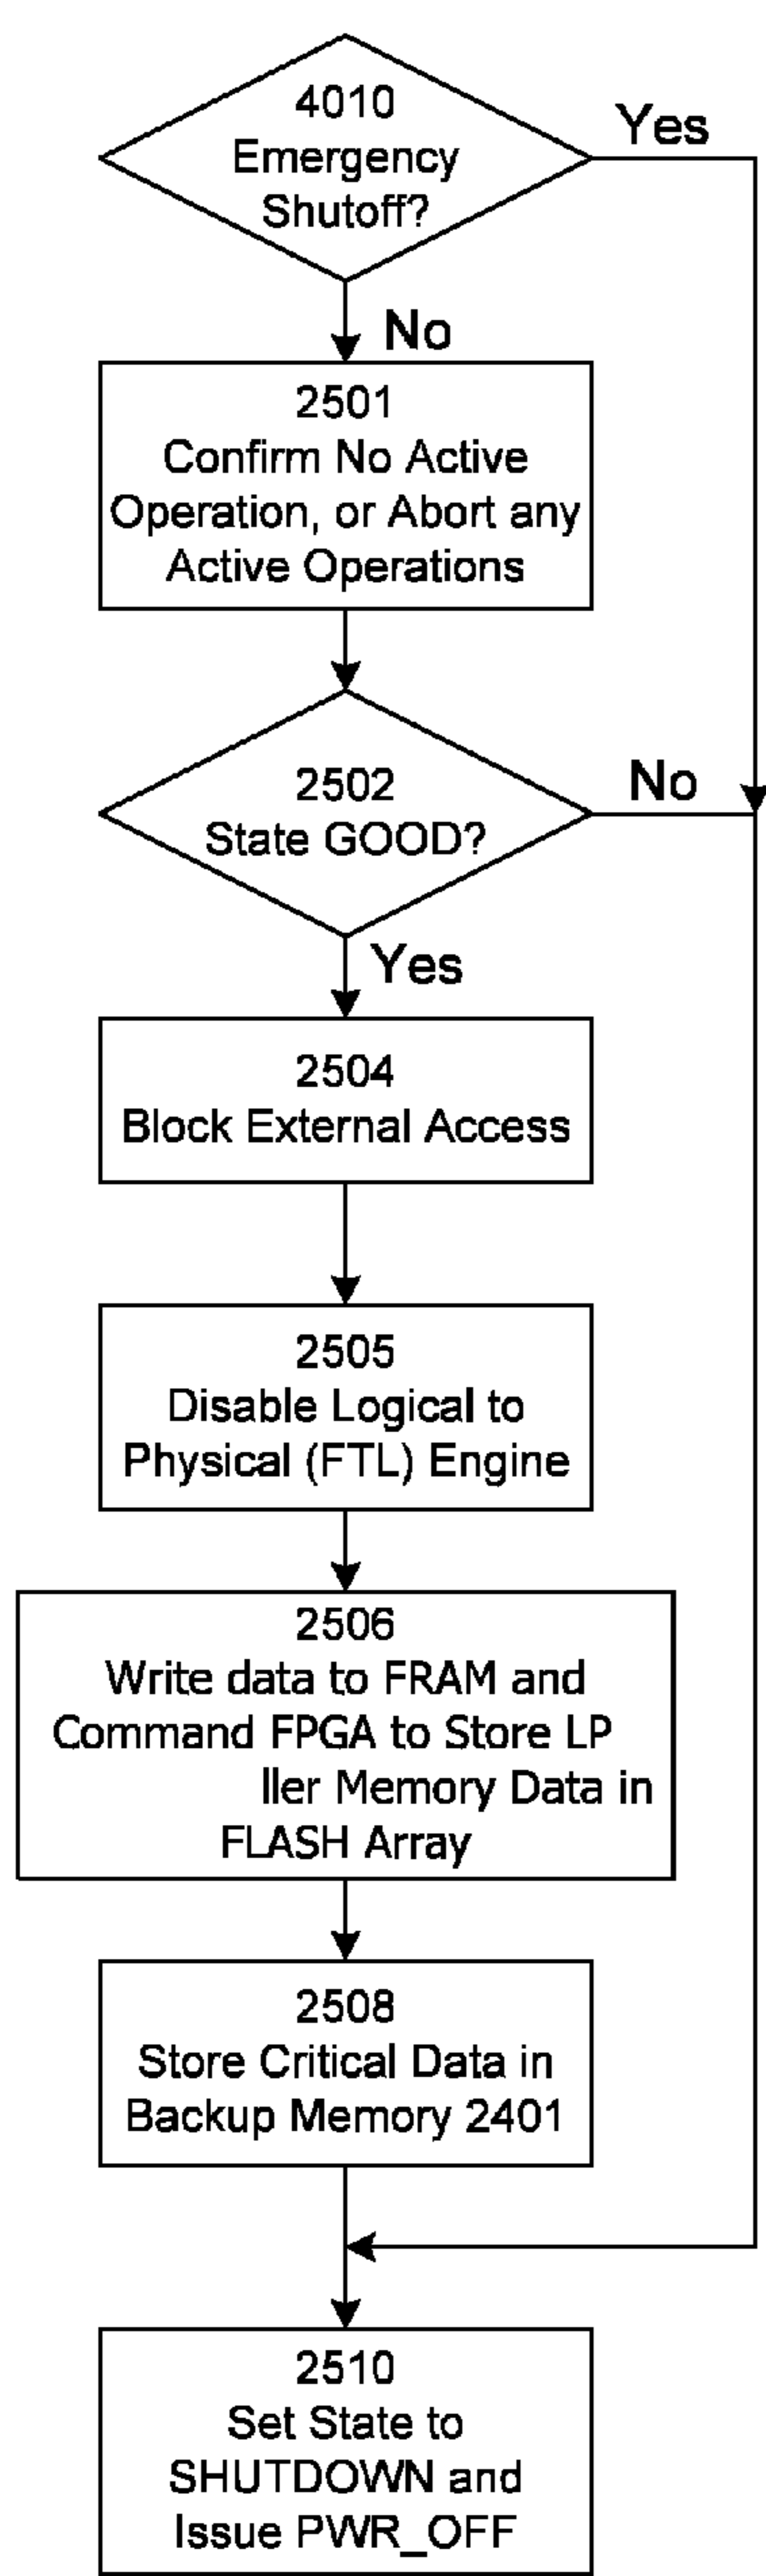 4010
Emergency
Shutoff?
Yes
No
2501
Confirm No Active
Operation, or Abort any
Active Operations
2502
State GOOD?
No
Yes
2504
Block External Access
2505
Disable Logical to
Physical (FTL) Engine
2506
Write data to FRAM and
Command FPGA to Store LP
ller Memory Data in
FLASH Array
2508
Store Critical Data in
Backup Memory 2401
2510
Set State to
SHUTDOWN and
Issue PWR_OFF